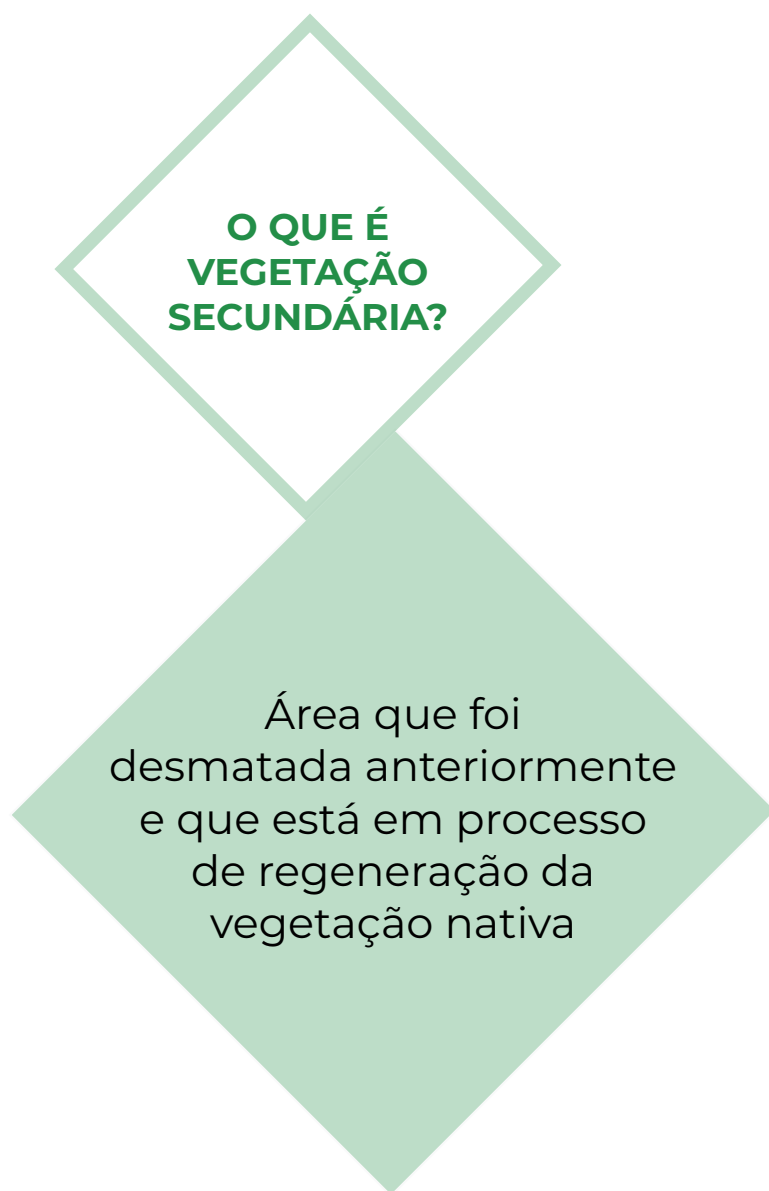 O QUE É
VEGETAÇÃO
SECUNDÁRIA?
Área que foi
desmatada anteriormente
e que está em processo
de regeneração da
vegetação nativa